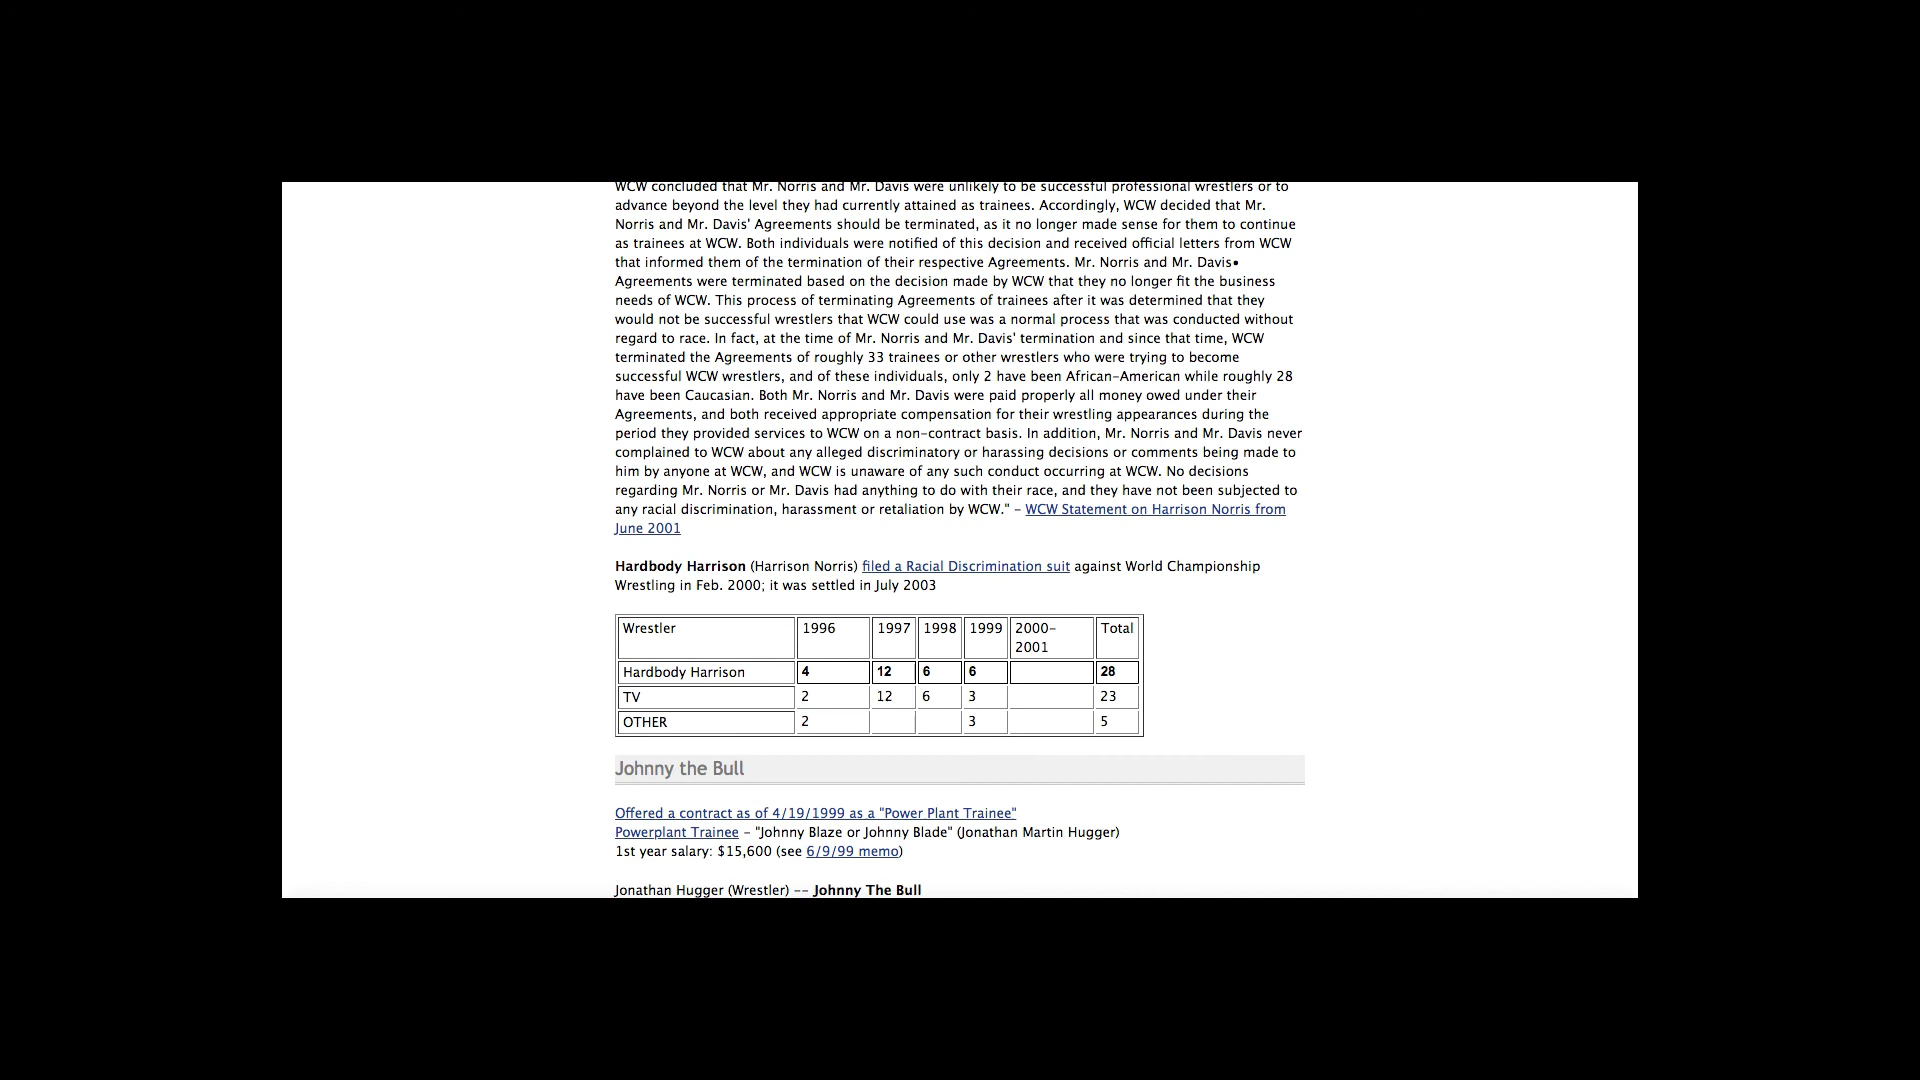 WCW concluded that Mr. Norris and Mr. Davis were unlikely to be successful professional wrestlers or to
advance beyond the level they had currently attained as trainees. Accordingly, WCW decided that Mr.
Norris and Mr. Davis' Agreements should be terminated, as it no longer made sense for them to continue
as trainees at WCW. Both individuals were notified of this decision and received official letters from WCW
that informed them of the termination of their respective Agreements. Mr. Norris and Mr. Davis•
Agreements were terminated based on the decision made by WCW that they no longer fit the business
needs of WCW. This process of terminating Agreements of trainees after it was determined that they
would not be successful wrestlers that WCW could use was a normal process that was conducted without
regard to race. In fact, at the time of Mr. Norris and Mr. Davis' termination and since that time, WCW
terminated the Agreements of roughly 33 trainees or other wrestlers who were trying to become
successful WCW wrestlers, and of these individuals, only 2 have been African-American while roughly 28
have been Caucasian. Both Mr. Norris and Mr. Davis were paid properly all money owed under their
Agreements, and both received appropriate compensation for their wrestling appearances during the
period they provided services to WCW on a non-contract basis. In addition, Mr. Norris and Mr. Davis never
complained to WCW about any alleged discriminatory or harassing decisions or comments being made to
him by anyone at WCW, and WCW is unaware of any such conduct occurring at WCW. No decisions
regarding Mr. Norris or Mr. Davis had anything to do with their race, and they have not been subjected to
any racial discrimination, harassment or retaliation by WCW." - WCW Statement on Harrison Norris from
June 2001
Hardbody Harrison (Harrison Norris) filed a Racial Discrimination suit against World Championship
Wrestling in Feb. 2000; it was settled in July 2003
Wrestler 1996 1997 1998 1999 2000- Total
2001
Hardbody Harrison 4 12 6 6 28
TV 2 12 6 3 23
OTHER 2 3 5
Johnny the Bull
Offered a contract as of 4/19/1999 as a "Power Plant Trainee"
Powerplant Trainee - "Johnny Blaze or Johnny Blade" (Jonathan Martin Hugger)
1st year salary: $15,600 (see 6/9/99 memo)
Jonathan Hugger (Wrestler) -- Johnny The Bull